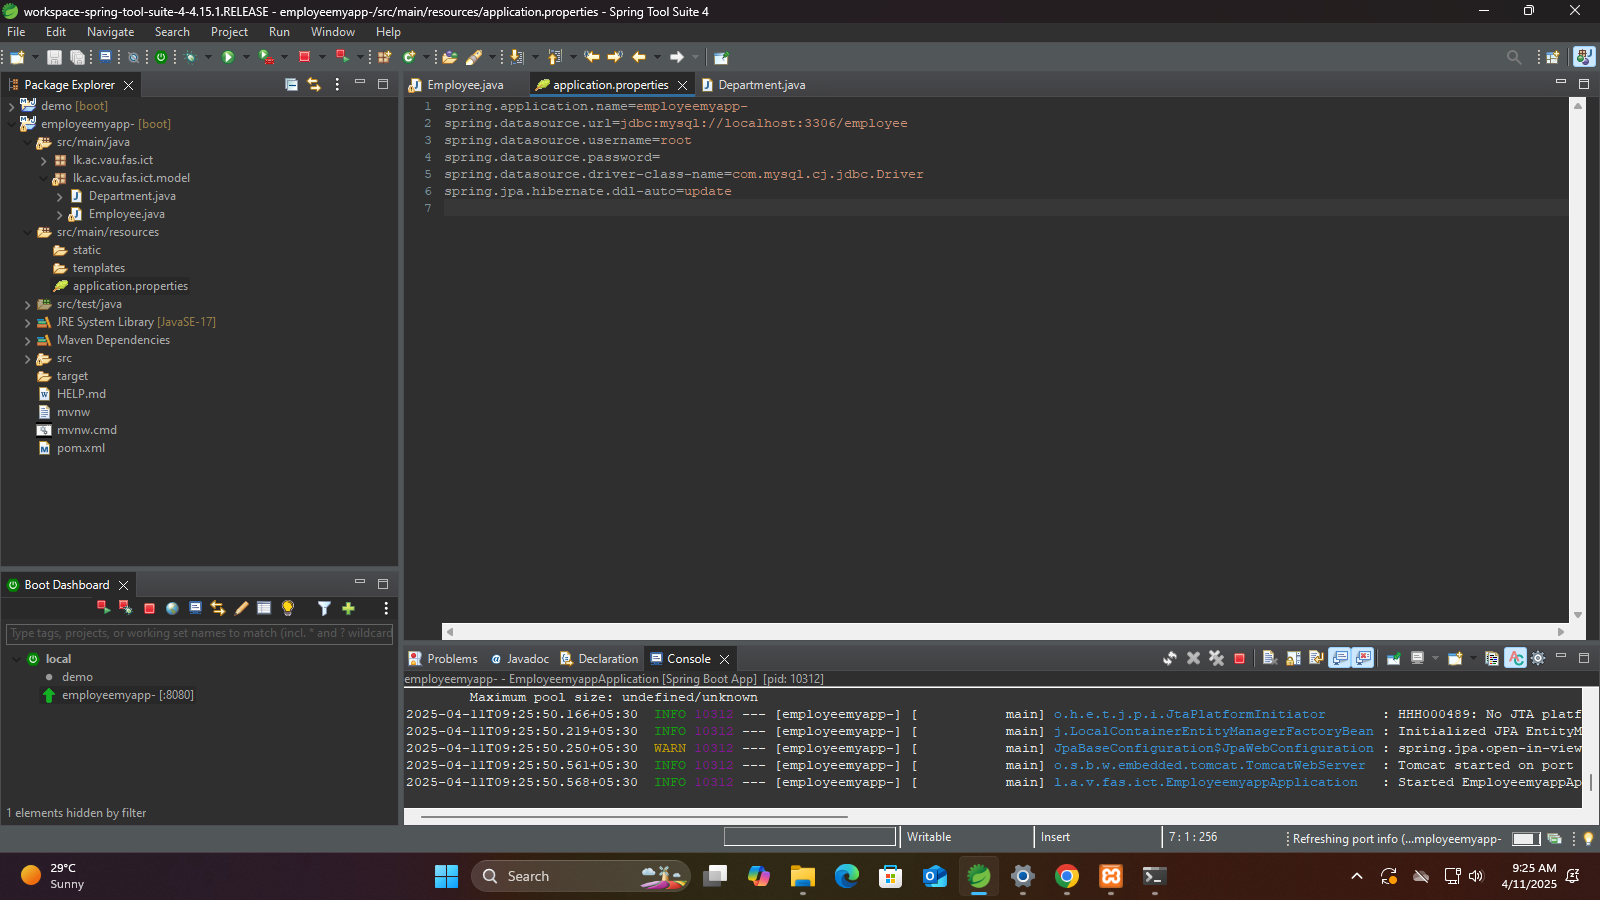 workspace-spring-tool-suite-4-4.15.1.RELEASE - employeemyapp-/src/main/resources/application.properties - Spring Tool Suite 4
File Edit Navigate Search Project Run Window Help
Package Explorer
demo [boot]
employeemyapp- [boot]
src/main/java
lk.ac.vau.fas.ict
lk.ac.vau.fas.ict.model
Department.java
Employee.java
src/main/resources
static
templates
application.properties
src/test/java
JRE System Library [JavaSE-17]
Maven Dependencies
src
target
HELP.md
mvnw
mvnw.cmd
pom.xml
Employee.java application.properties Department.java
1 spring.application.name=employeemyapp-
2 spring.datasource.url=jdbc:mysql://localhost:3306/employee
3 spring.datasource.username=root
4 spring.datasource.password=
5 spring.datasource.driver-class-name=com.mysql.cj.jdbc.Driver
6 spring.jpa.hibernate.ddl-auto=update
7
Boot Dashboard
Type tags, projects, or working set names to match (incl. * and ? wildcard
local
demo
employeemyapp- [:8080]
1 elements hidden by filter
Problems Javadoc Declaration Console
employeemyapp- - EmployeemyappApplication [Spring Boot App] [pid: 10312]
Maximum pool size: undefined/unknown
2025-04-11T09:25:50.166+05:30 INFO 10312 --- [employeemyapp-] [ main] o.h.e.t.j.p.i.JtaPlatformInitiator : HHH000489: No JTA platf
2025-04-11T09:25:50.219+05:30 INFO 10312 --- [employeemyapp-] [ main] j.LocalContainerEntityManagerFactoryBean : Initialized JPA EntityM
2025-04-11T09:25:50.250+05:30 WARN 10312 --- [employeemyapp-] [ main] JpaBaseConfiguration$JpaWebConfiguration : spring.jpa.open-in-view
2025-04-11T09:25:50.561+05:30 INFO 10312 --- [employeemyapp-] [ main] o.s.b.w.embedded.tomcat.TomcatWebServer : Tomcat started on port
2025-04-11T09:25:50.568+05:30 INFO 10312 --- [employeemyapp-] [ main] l.a.v.fas.ict.EmployeemyappApplication : Started EmployeemyappAp
Writable Insert 7 : 1 : 256 Refreshing port info (...mployeemyapp-
29°C
Sunny
Search
9:25 AM
4/11/2025